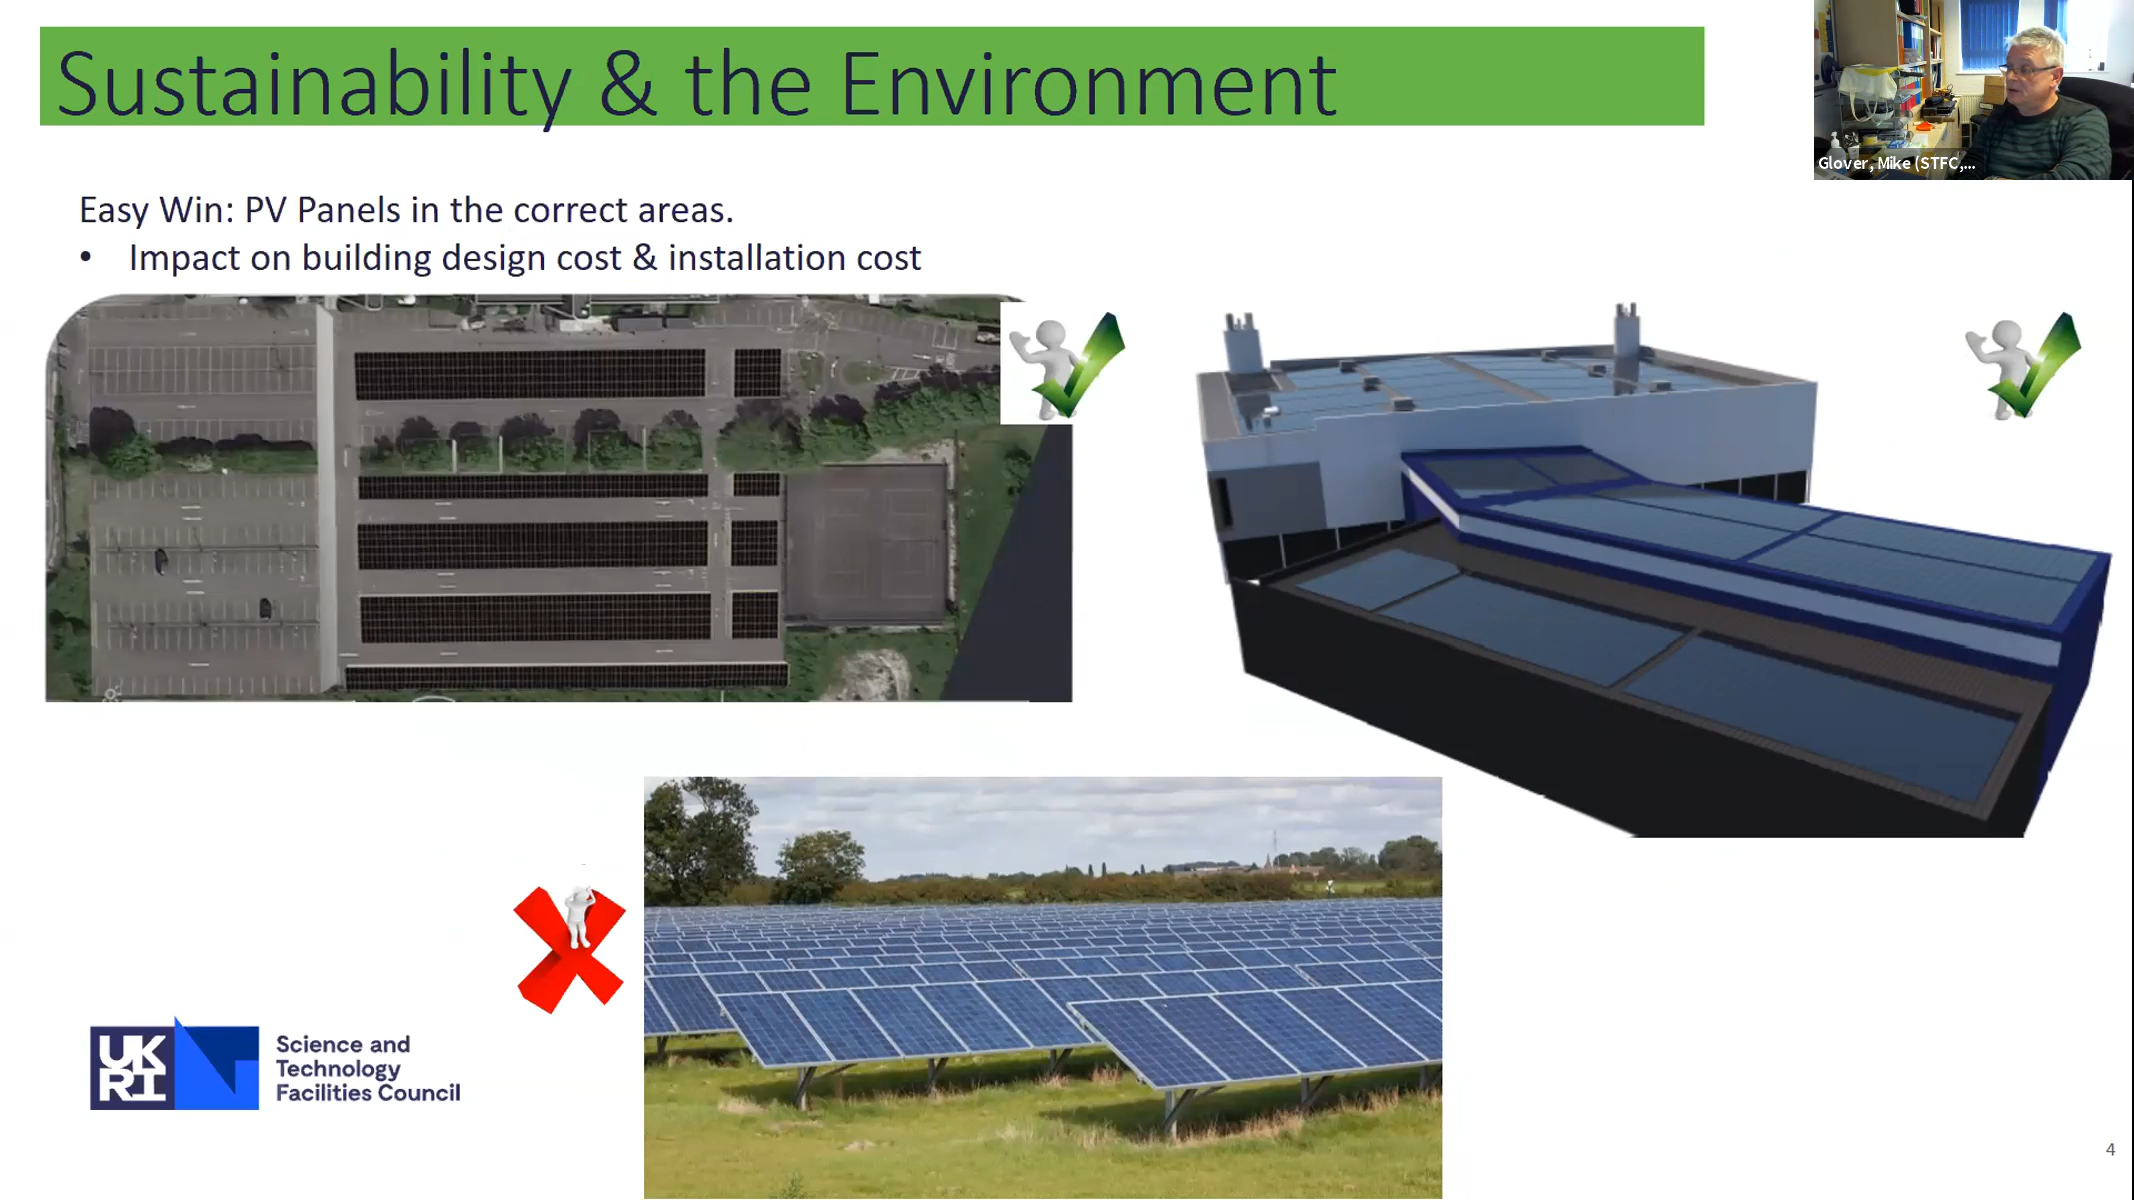 Sustainability & the Environment
Glover, Mike (STFC,...
Easy Win: PV Panels in the correct areas.
• Impact on building design cost & installation cost
UK
RI
Science and
Technology
Facilities Council
4